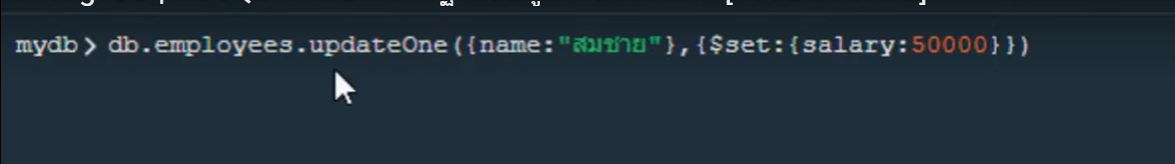 mydb> db.employees.updateOne({name:"สมชาย"},{$set:{salary:50000}})